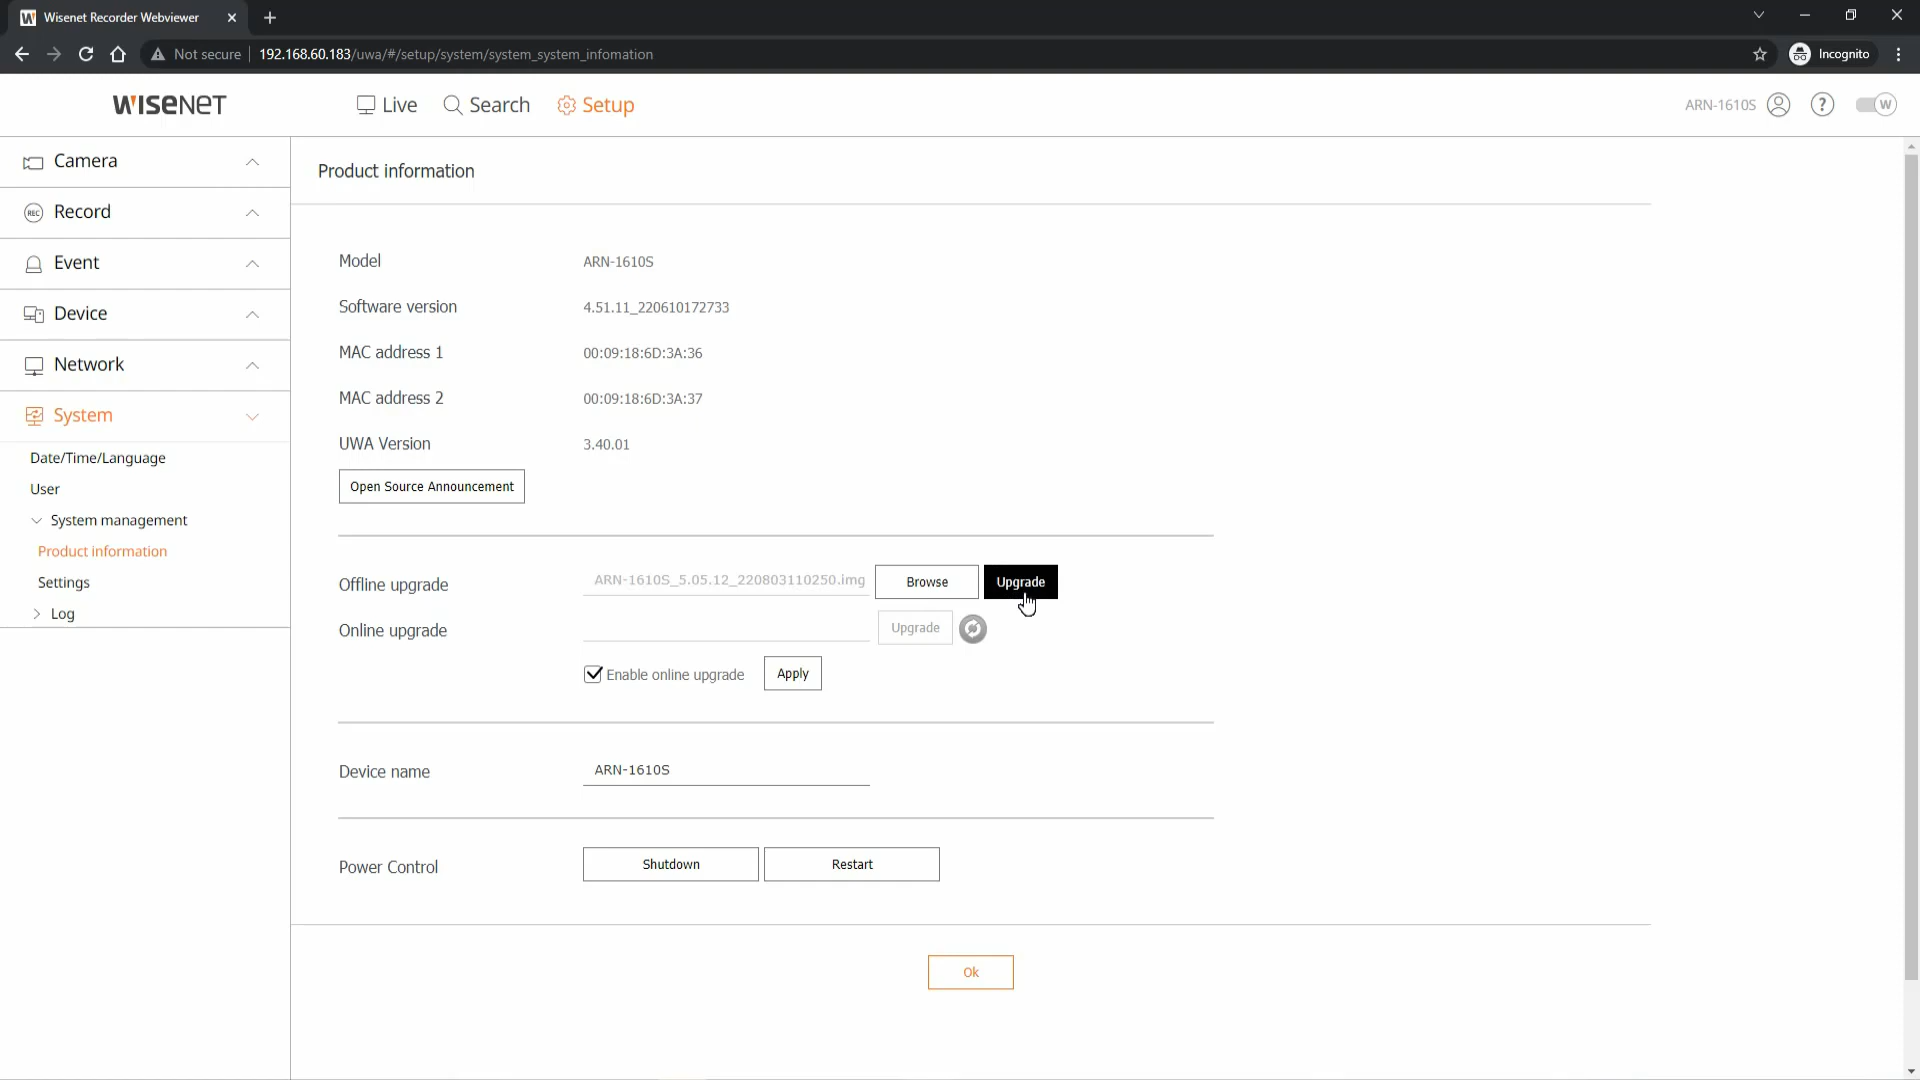 Wisenet Recorder Webviewer
Not secure 192.168.60.183/uwa/#/setup/system/system_system_infomation Incognito
WISENET Live Search Setup ARN-1610S ? W
Camera
REC Record
Event
Device
Network
System
Date/Time/Language
User
System management
Product information
Settings
Log
Product information
Model ARN-1610S
Software version 4.51.11_220610172733
MAC address 1 00:09:18:6D:3A:36
MAC address 2 00:09:18:6D:3A:37
UWA Version 3.40.01
Open Source Announcement
Offline upgrade ARN-1610S_5.05.12_220803110250.img Browse Upgrade
Online upgrade Upgrade
Enable online upgrade Apply
Device name ARN-1610S
Power Control Shutdown Restart
Ok